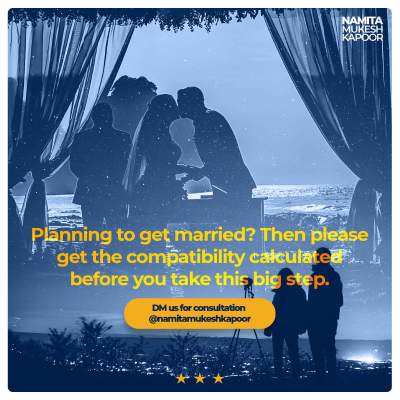 NAMITA
MUKESH
KAPOOR
Planning to get married? Then please
get the compatibility calculated
before you take this big step.
DM us for consultation
@namitamukeshkapoor